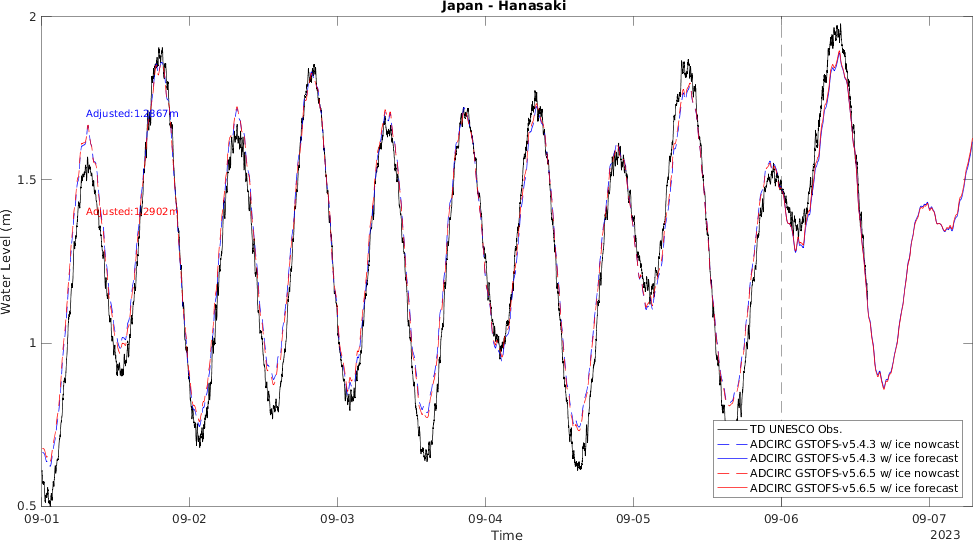 Japan - Hanasaki
2
1.5
1
0.5
Water Level (m)
Adjusted:1.2867m
Adjusted:1.2902m
TD UNESCO Obs.
ADCIRC GSTOFS-v5.4.3 w/ ice nowcast
ADCIRC GSTOFS-v5.4.3 w/ ice forecast
ADCIRC GSTOFS-v5.6.5 w/ ice nowcast
ADCIRC GSTOFS-v5.6.5 w/ ice forecast
09-01 09-02 09-03 09-04 09-05 09-06 09-07
Time
2023